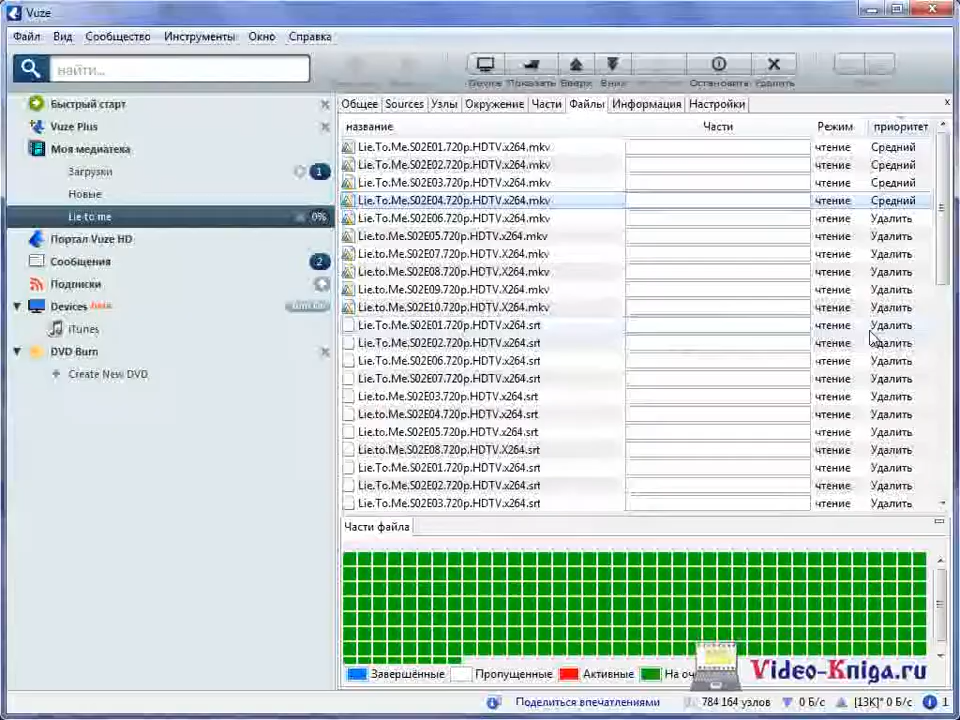 Vuze
Файл Вид Сообщество Инструменты Окно Справка
найти...
Device Показать Вверх Вниз Остановить Удалить
Быстрый старт
Vuze Plus
Моя медиатека
Загрузки 1
Новые
Lie to me 0%
Портал Vuze HD
Сообщения 2
Подписки
Devices beta
iTunes
DVD Burn
Create New DVD
Общее Sources Узлы Окружение Части Файлы Информация Настройки
название Части Режим приоритет
Lie.To.Me.S02E01.720p.HDTV.x264.mkv чтение Средний
Lie.To.Me.S02E02.720p.HDTV.x264.mkv чтение Средний
Lie.To.Me.S02E03.720p.HDTV.x264.mkv чтение Средний
Lie.To.Me.S02E04.720p.HDTV.x264.mkv чтение Средний
Lie.To.Me.S02E06.720p.HDTV.x264.mkv чтение Удалить
Lie.to.Me.S02E05.720p.HDTV.x264.mkv чтение Удалить
Lie.To.Me.S02E07.720p.HDTV.x264.mkv чтение Удалить
Lie.To.Me.S02E08.720p.HDTV.x264.mkv чтение Удалить
Lie.To.Me.S02E09.720p.HDTV.X264.mkv чтение Удалить
Lie.To.Me.S02E10.720p.HDTV.X264.mkv чтение Удалить
Lie.To.Me.S02E01.720p.HDTV.x264.srt чтение Удалить
Lie.To.Me.S02E02.720p.HDTV.x264.srt чтение Удалить
Lie.To.Me.S02E06.720p.HDTV.x264.srt чтение Удалить
Lie.To.Me.S02E07.720p.HDTV.x264.srt чтение Удалить
Lie.to.Me.S02E03.720p.HDTV.x264.srt чтение Удалить
Lie.to.Me.S02E04.720p.HDTV.x264.srt чтение Удалить
Lie.to.Me.S02E05.720p.HDTV.x264.srt чтение Удалить
Lie.to.Me.S02E08.720p.HDTV.X264.srt чтение Удалить
Lie.To.Me.S02E01.720p.HDTV.x264.srt чтение Удалить
Lie.To.Me.S02E02.720p.HDTV.x264.srt чтение Удалить
Lie.To.Me.S02E03.720p.HDTV.x264.srt чтение Удалить
Части файла
Завершённые Пропущенные Активные На оч
Video-Kniga.ru
Поделиться впечатлениями 784 164 узлов 0 Б/с [13K]* 0 Б/с 1